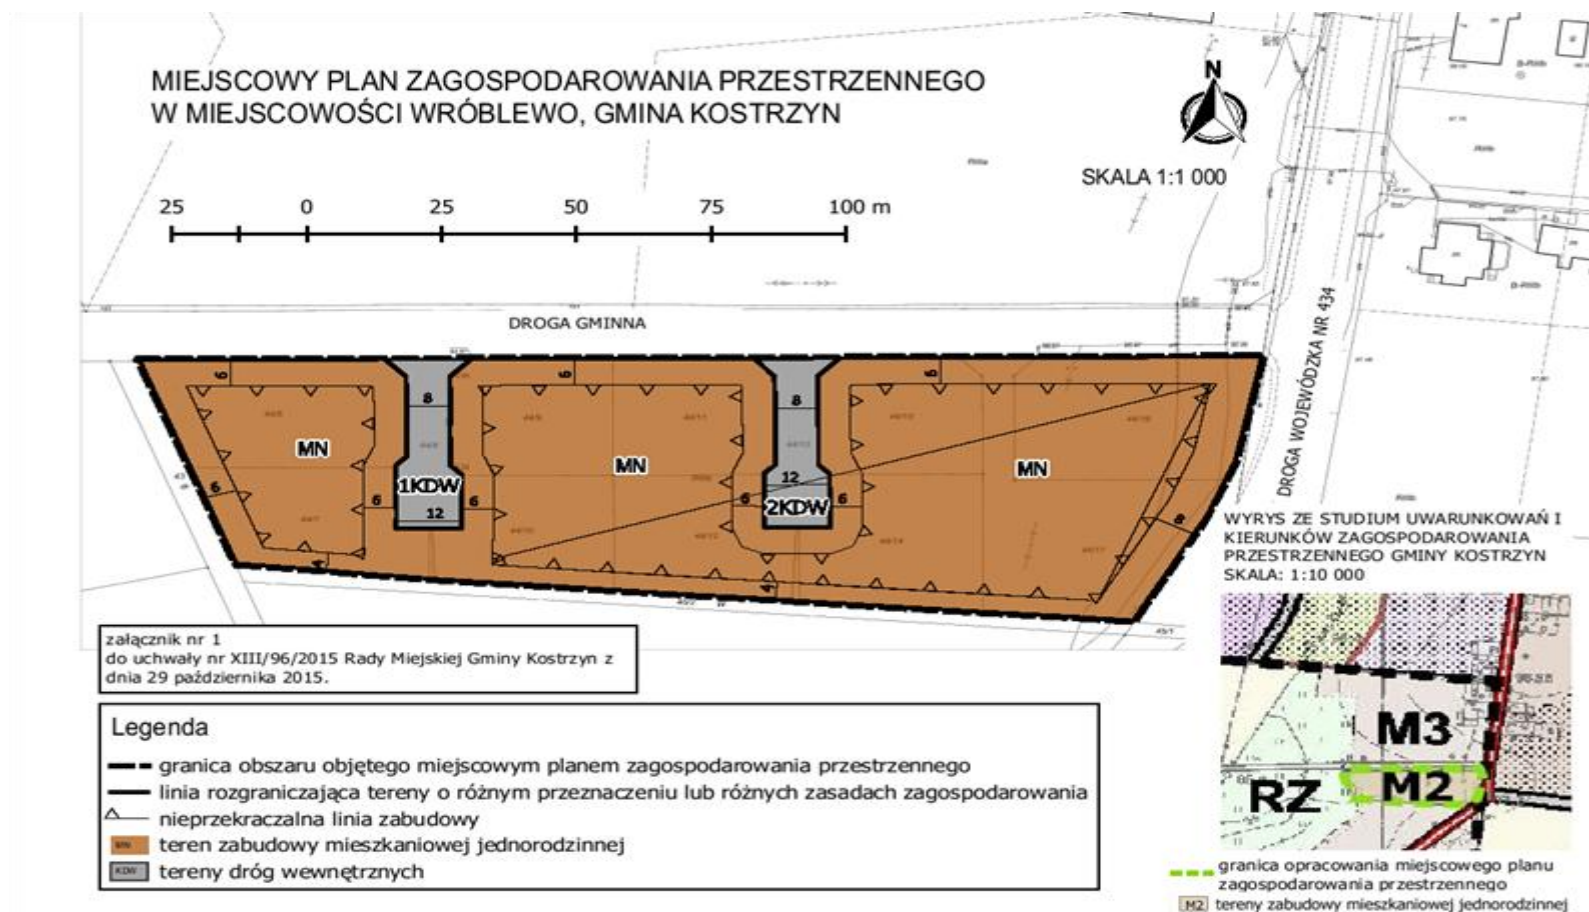 MIEJSCOWY PLAN ZAGOSPODAROWANIA PRZESTRZENNEGO
W MIEJSCOWOŚCI WRÓBLEWO, GMINA KOSTRZYN
N
SKALA 1:1 000
25 0 25 50 75 100 m
DROGA GMINNA
DROGA WOJEWÓDZKA NR 434
6 6 6
8 8
MN
MN
MN
1KDW
2KDW
12
12
6 6 6 6 6 8
4 4
WYRYS ZE STUDIUM UWARUNKOWAŃ I
KIERUNKÓW ZAGOSPODAROWANIA
PRZESTRZENNEGO GMINY KOSTRZYN
SKALA: 1:10 000
M3
M2
RZ
granica opracowania miejscowego planu
zagospodarowania przestrzennego
M2 tereny zabudowy mieszkaniowej jednorodzinnej
załącznik nr 1
do uchwały nr XIII/96/2015 Rady Miejskiej Gminy Kostrzyn z
dnia 29 października 2015.
Legenda
granica obszaru objętego miejscowym planem zagospodarowania przestrzennego
linia rozgraniczająca tereny o różnym przeznaczeniu lub różnych zasadach zagospodarowania
nieprzekraczalna linia zabudowy
MN teren zabudowy mieszkaniowej jednorodzinnej
KDW tereny dróg wewnętrznych